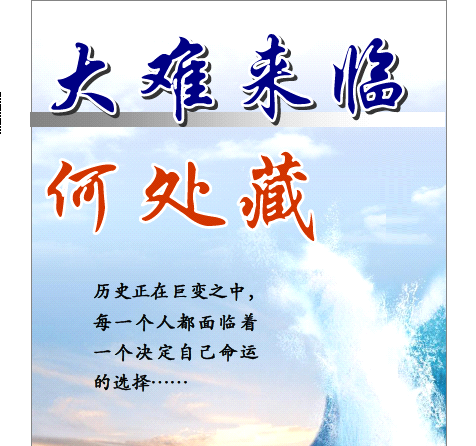 大难来临
何处藏
历史正在巨变之中，
每一个人都面临着
一个决定自己命运
的选择……